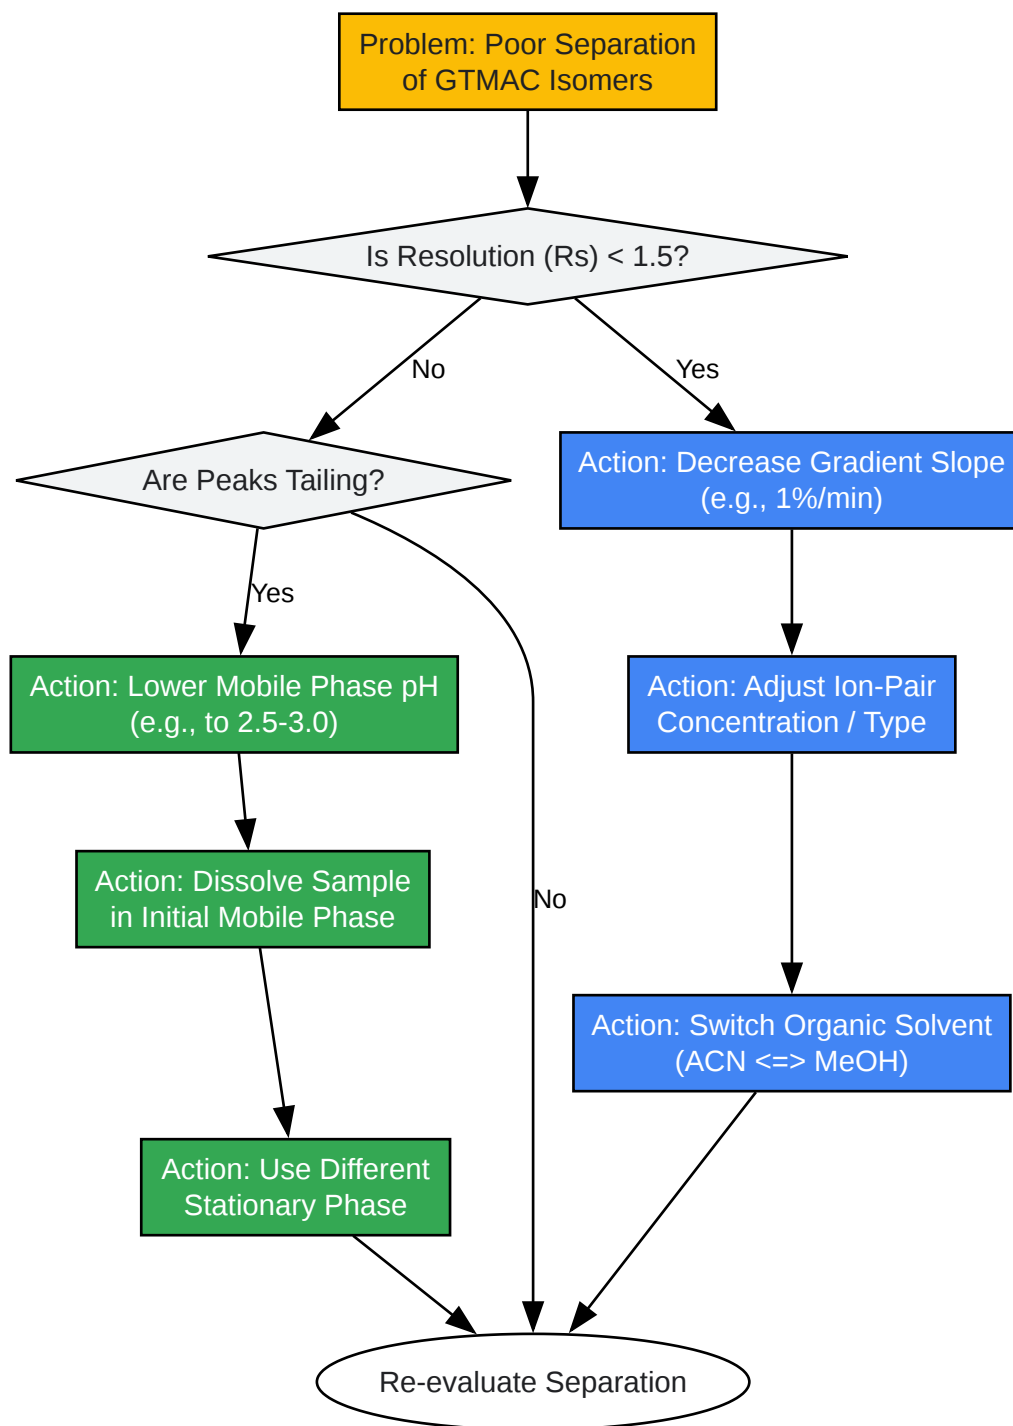 Problem: Poor Separation
of GTMAC Isomers
Is Resolution (Rs) < 1.5?
No
Yes
Are Peaks Tailing?
Action: Decrease Gradient Slope
(e.g., 1%/min)
Yes
Action: Lower Mobile Phase pH
(e.g., to 2.5-3.0)
Action: Adjust Ion-Pair
Concentration / Type
Action: Dissolve Sample
in Initial Mobile Phase
No
Action: Switch Organic Solvent
(ACN <=> MeOH)
Action: Use Different
Stationary Phase
Re-evaluate Separation